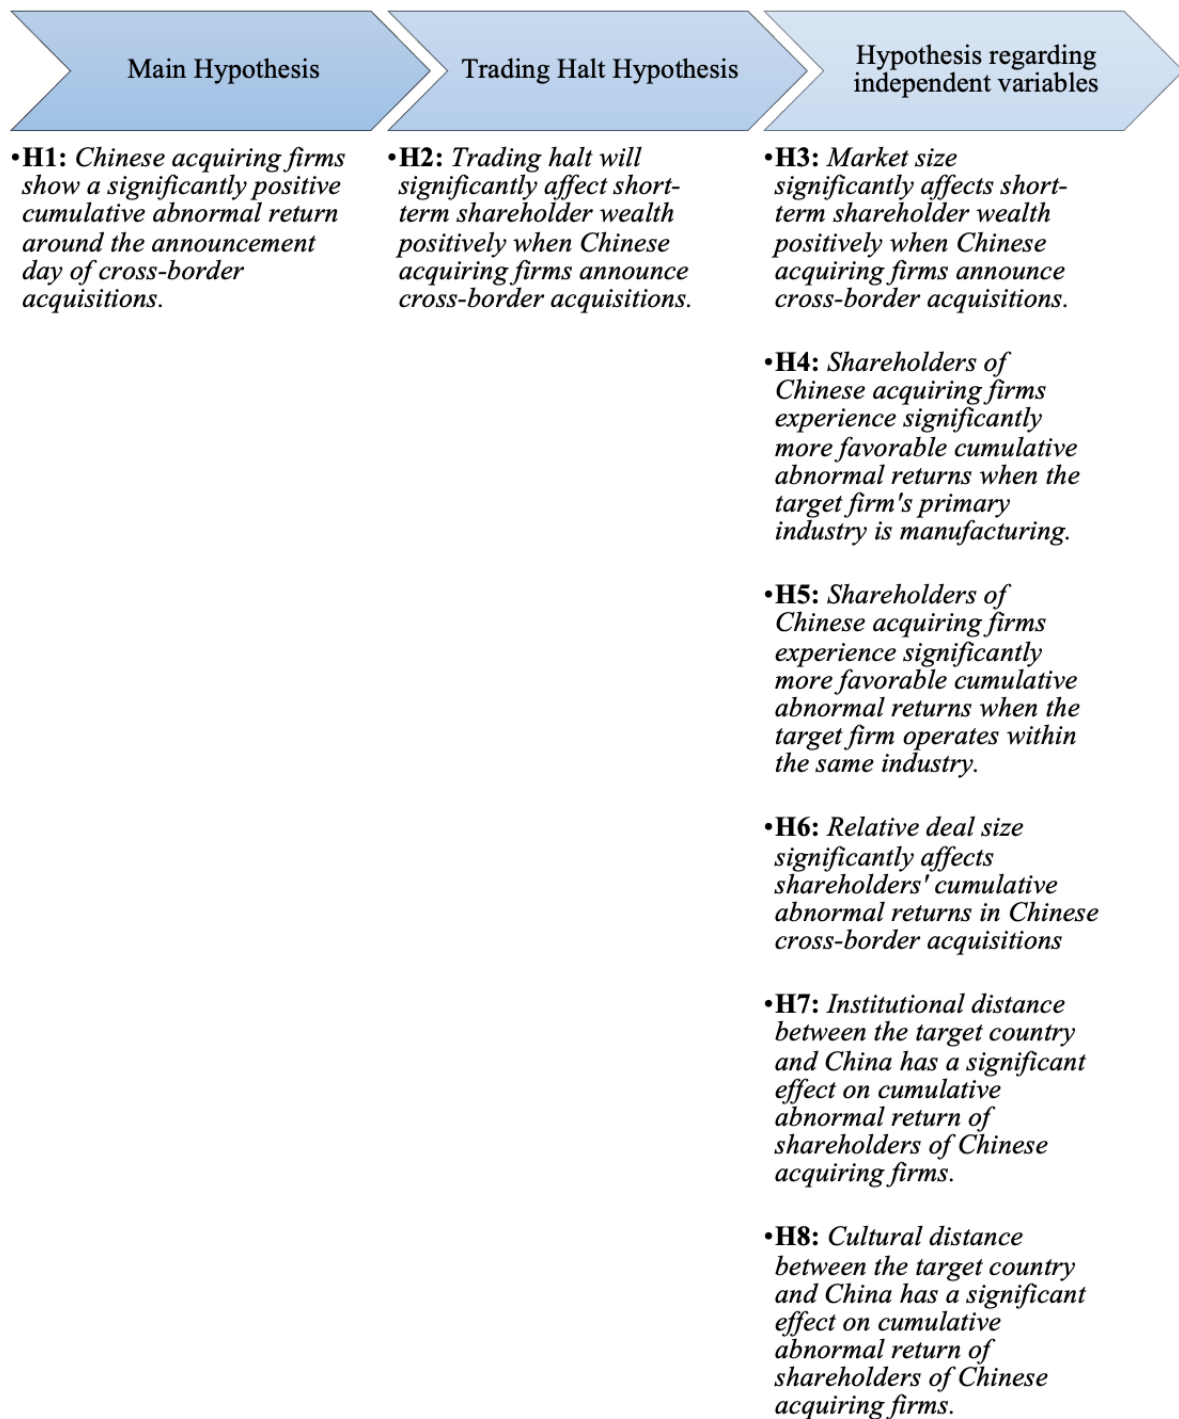 Main Hypothesis
Trading Halt Hypothesis
Hypothesis regarding
independent variables
•H1: Chinese acquiring firms
show a significantly positive
cumulative abnormal return
around the announcement
day of cross-border
acquisitions.
•H2: Trading halt will
significantly affect short-
term shareholder wealth
positively when Chinese
acquiring firms announce
cross-border acquisitions.
•H3: Market size
significantly affects short-
term shareholder wealth
positively when Chinese
acquiring firms announce
cross-border acquisitions.
•H4: Shareholders of
Chinese acquiring firms
experience significantly
more favorable cumulative
abnormal returns when the
target firm's primary
industry is manufacturing.
•H5: Shareholders of
Chinese acquiring firms
experience significantly
more favorable cumulative
abnormal returns when the
target firm operates within
the same industry.
•H6: Relative deal size
significantly affects
shareholders' cumulative
abnormal returns in Chinese
cross-border acquisitions
•H7: Institutional distance
between the target country
and China has a significant
effect on cumulative
abnormal return of
shareholders of Chinese
acquiring firms.
•H8: Cultural distance
between the target country
and China has a significant
effect on cumulative
abnormal return of
shareholders of Chinese
acquiring firms.